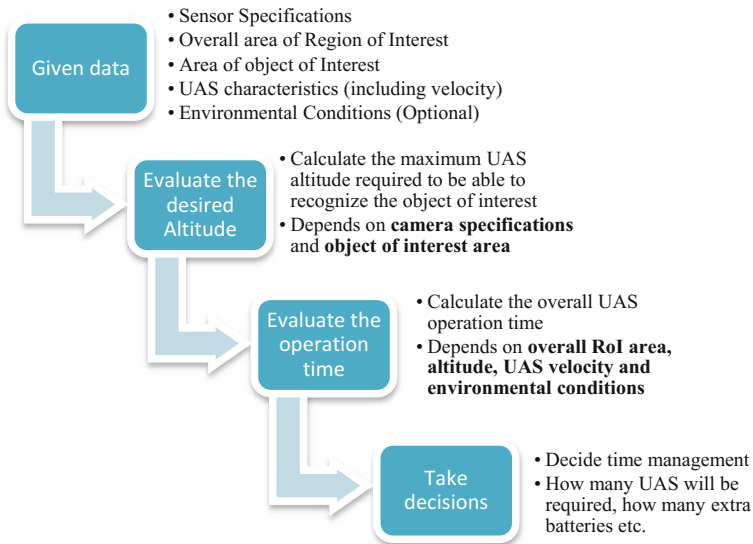 Given data
• Sensor Specifications
• Overall area of Region of Interest
• Area of object of Interest
• UAS characteristics (including velocity)
• Environmental Conditions (Optional)
Evaluate the
desired
Altitude
• Calculate the maximum UAS
altitude required to be able to
recognize the object of interest
• Depends on camera specifications
and object of interest area
Evaluate the
operation
time
• Calculate the overall UAS
operation time
• Depends on overall RoI area,
altitude, UAS velocity and
environmental conditions
Take
decisions
• Decide time management
• How many UAS will be
required, how many extra
batteries etc.